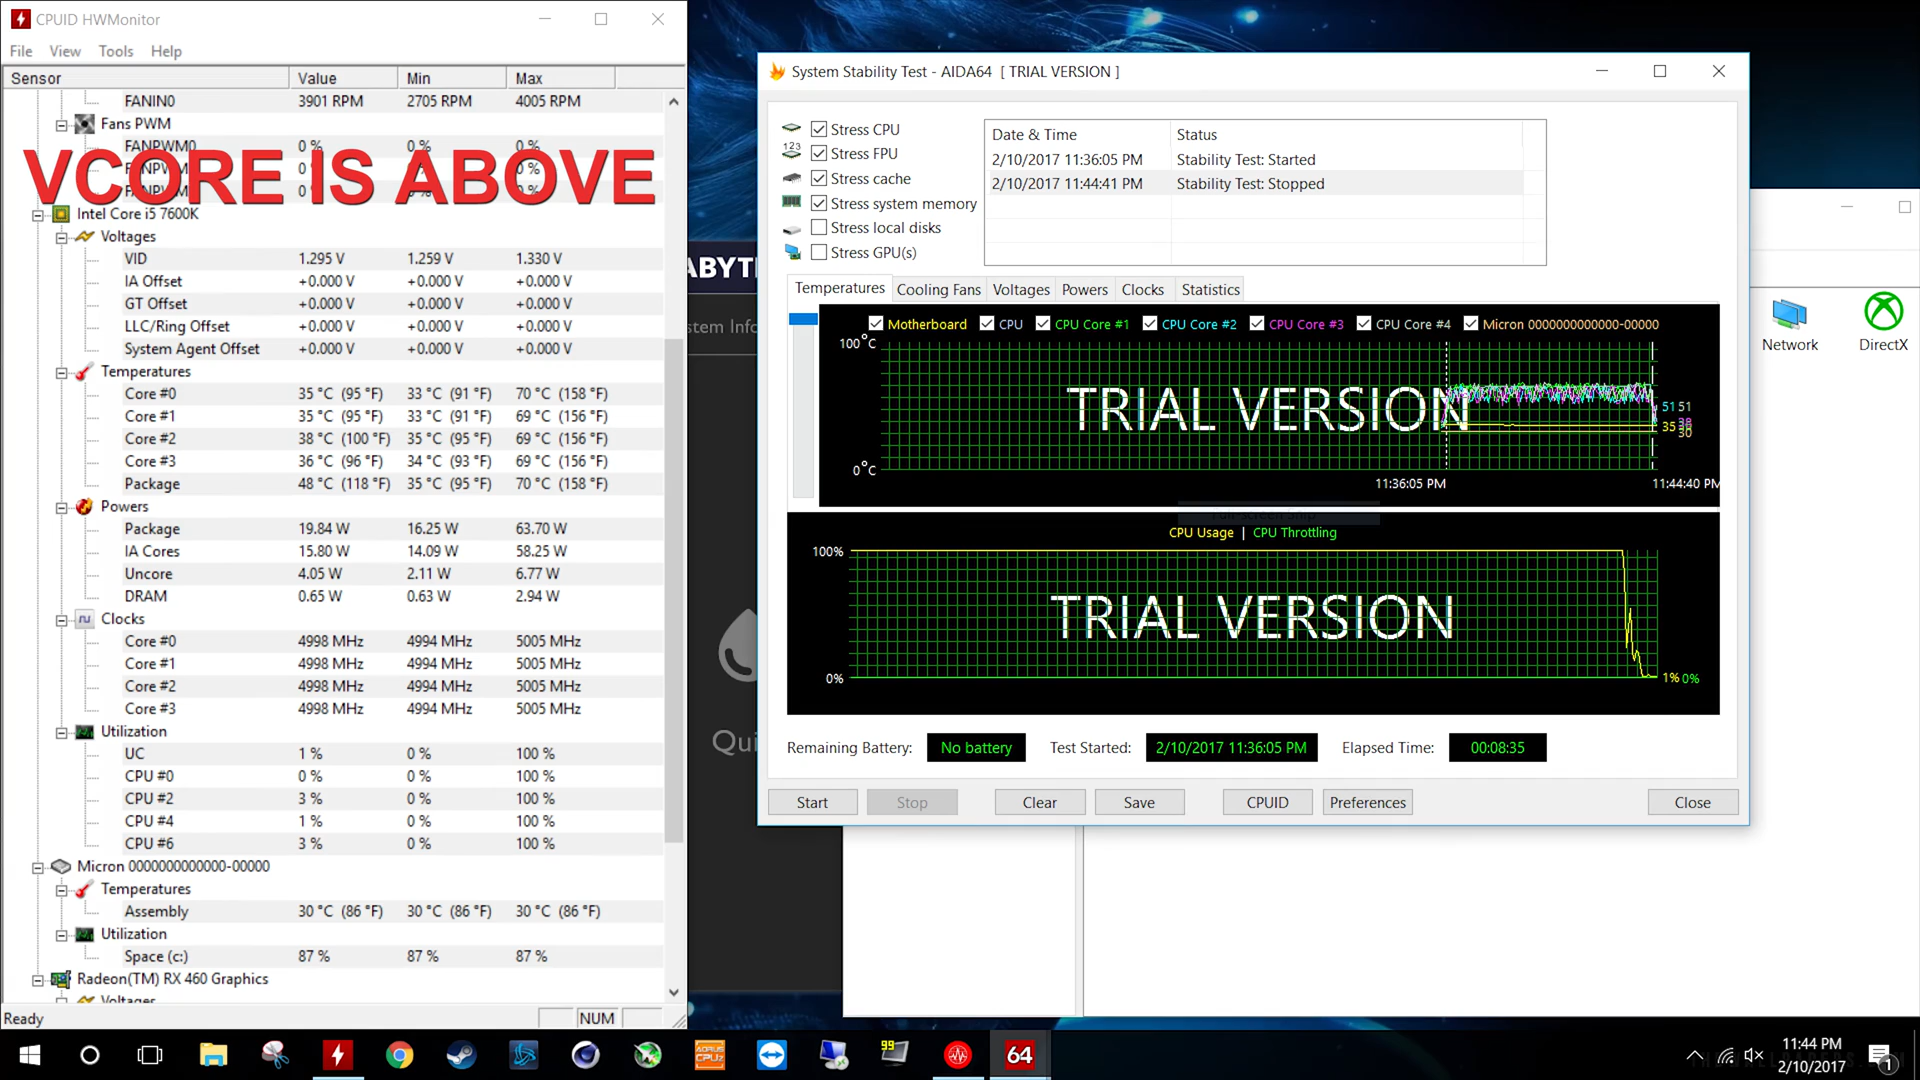 CPUID HWMonitor
File View Tools Help
Sensor Value Min Max
FANIN0 3901 RPM 2705 RPM 4005 RPM
Fans PWM
FANPWM0 0 % 0 % 0 %
VCORE IS ABOVE
Intel Core i5 7600K
Voltages
VID 1.295 V 1.259 V 1.330 V
IA Offset +0.000 V +0.000 V +0.000 V
GT Offset +0.000 V +0.000 V +0.000 V
LLC/Ring Offset +0.000 V +0.000 V +0.000 V
System Agent Offset +0.000 V +0.000 V +0.000 V
Temperatures
Core #0 35 °C (95 °F) 33 °C (91 °F) 70 °C (158 °F)
Core #1 35 °C (95 °F) 33 °C (91 °F) 69 °C (156 °F)
Core #2 38 °C (100 °F) 35 °C (95 °F) 69 °C (156 °F)
Core #3 36 °C (96 °F) 34 °C (93 °F) 69 °C (156 °F)
Package 48 °C (118 °F) 35 °C (95 °F) 70 °C (158 °F)
Powers
Package 19.84 W 16.25 W 63.70 W
IA Cores 15.80 W 14.09 W 58.25 W
Uncore 4.05 W 2.11 W 6.77 W
DRAM 0.65 W 0.63 W 2.94 W
Clocks
Core #0 4998 MHz 4994 MHz 5005 MHz
Core #1 4998 MHz 4994 MHz 5005 MHz
Core #2 4998 MHz 4994 MHz 5005 MHz
Core #3 4998 MHz 4994 MHz 5005 MHz
Utilization
UC 1 % 0 % 100 %
CPU #0 0 % 0 % 100 %
CPU #2 3 % 0 % 100 %
CPU #4 1 % 0 % 100 %
CPU #6 3 % 0 % 100 %
Micron 0000000000000-00000
Temperatures
Assembly 30 °C (86 °F) 30 °C (86 °F) 30 °C (86 °F)
Utilization
Space (c:) 87 % 87 % 87 %
Radeon(TM) RX 460 Graphics
Voltages
Ready NUM
System Stability Test - AIDA64 [ TRIAL VERSION ]
Stress CPU
123 Stress FPU
Stress cache
Stress system memory
Stress local disks
Stress GPU(s)
Date & Time Status
2/10/2017 11:36:05 PM Stability Test: Started
2/10/2017 11:44:41 PM Stability Test: Stopped
Temperatures Cooling Fans Voltages Powers Clocks Statistics
Motherboard CPU CPU Core #1 CPU Core #2 CPU Core #3 CPU Core #4 Micron 0000000000000-00000
100°C
TRIAL VERSION
51 51
35
30
0°C
11:36:05 PM 11:44:40 PM
CPU Usage | CPU Throttling
100%
TRIAL VERSION
0% 1% 0%
Remaining Battery: No battery Test Started: 2/10/2017 11:36:05 PM Elapsed Time: 00:08:35
Start Stop Clear Save CPUID Preferences Close
Network DirectX
99
64
11:44 PM
2/10/2017
1